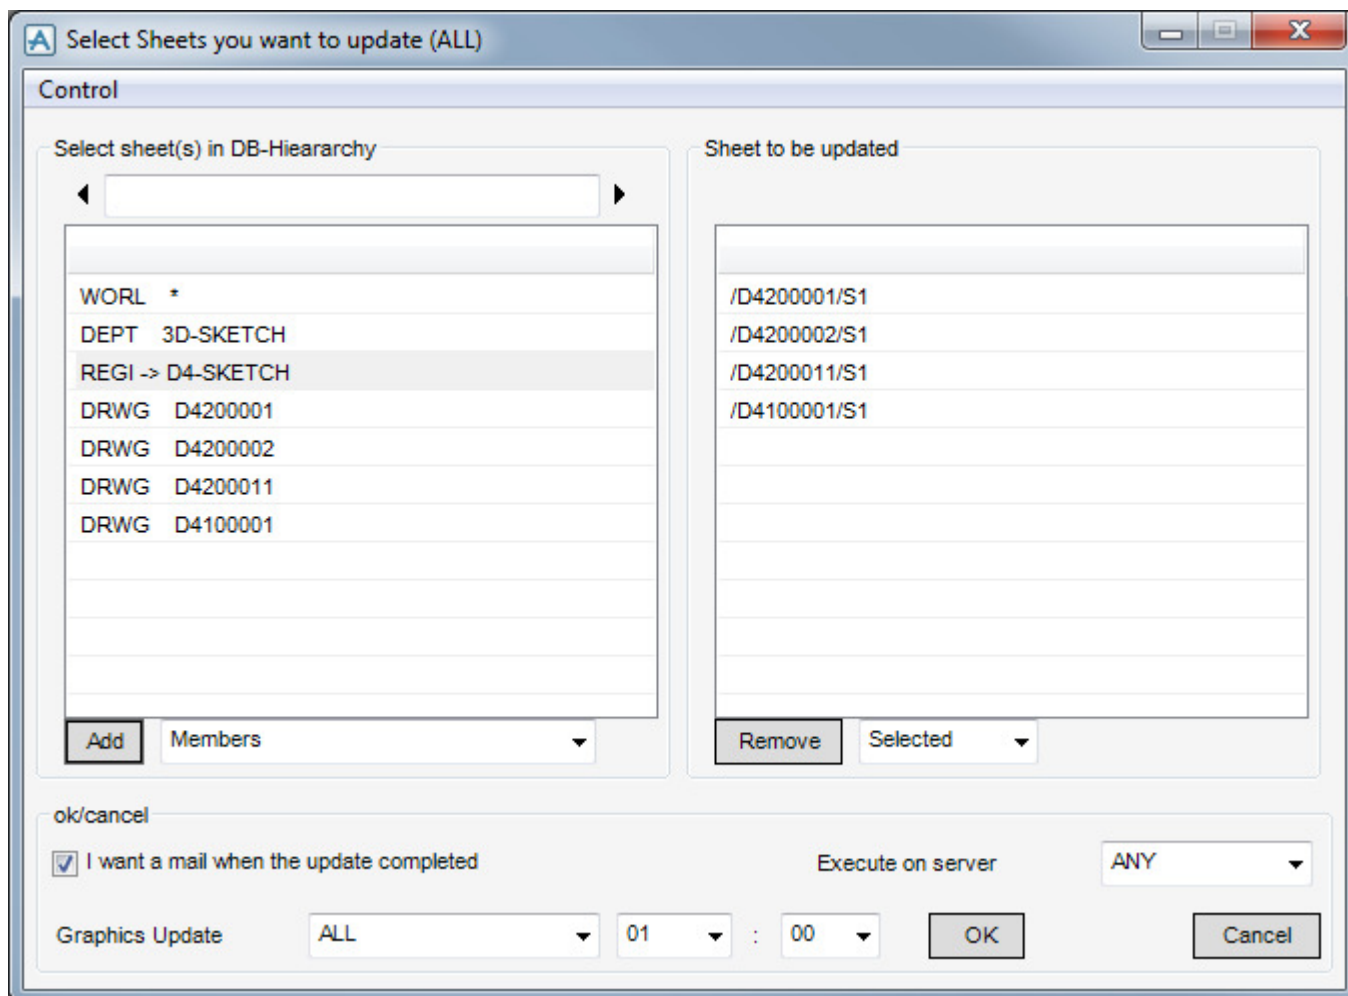 Select Sheets you want to update (ALL)
Control
Select sheet(s) in DB-Hieararchy
WORL *
DEPT 3D-SKETCH
REGI -> D4-SKETCH
DRWG D4200001
DRWG D4200002
DRWG D4200011
DRWG D4100001
Add Members
Sheet to be updated
/D4200001/S1
/D4200002/S1
/D4200011/S1
/D4100001/S1
Remove Selected
ok/cancel
I want a mail when the update completed Execute on server ANY
Graphics Update ALL 01 : 00 OK Cancel